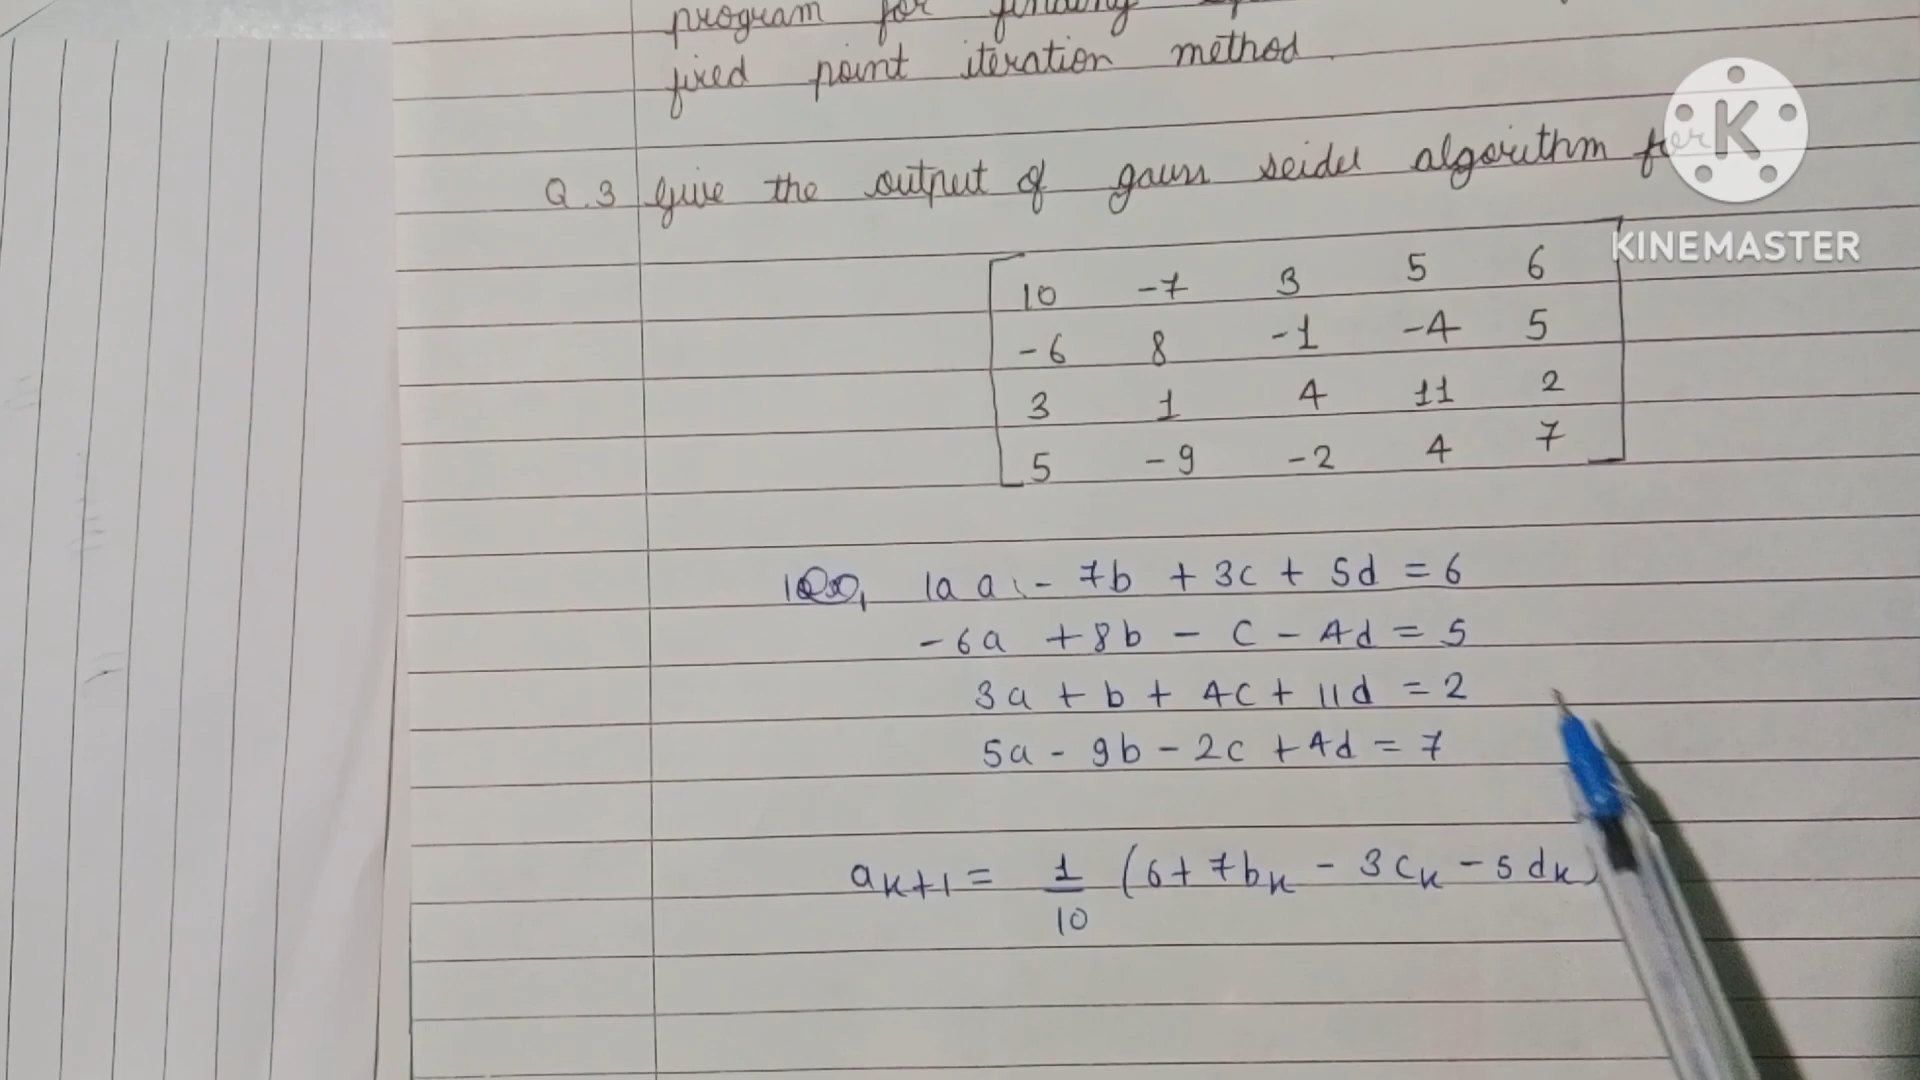 program for finding
fixed point iteration method.
Q.3 Give the output of gauss seidel algorithm for
K
KINEMASTER
10 -7 3 5 6
-6 8 -1 -4 5
3 1 4 11 2
5 -9 -2 4 7
10a - 7b + 3c + 5d = 6
-6a + 8b - c - 4d = 5
3a + b + 4c + 11d = 2
5a - 9b - 2c + 4d = 7
aₖ₊₁ = 1/10 (6 + 7bₖ - 3cₖ - 5dₖ)